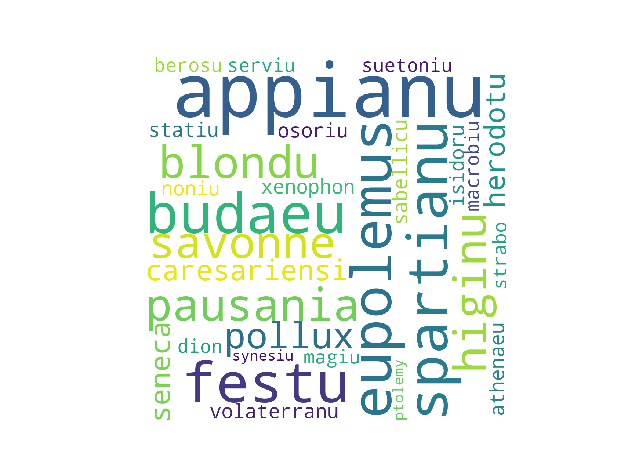 berosu serviu suetoniu
appianu
statiu osoriu
blondu
noniu xenophon
budaeu
savonne
caresariensi
pausania
pollux
dion
synesiu magiu
festu
volaterranu
seneca
eupolemus
ptolemy
sabellicu
spartianu
isidoru
higinu
macrobiu
herodotu
strabo
athenaeu